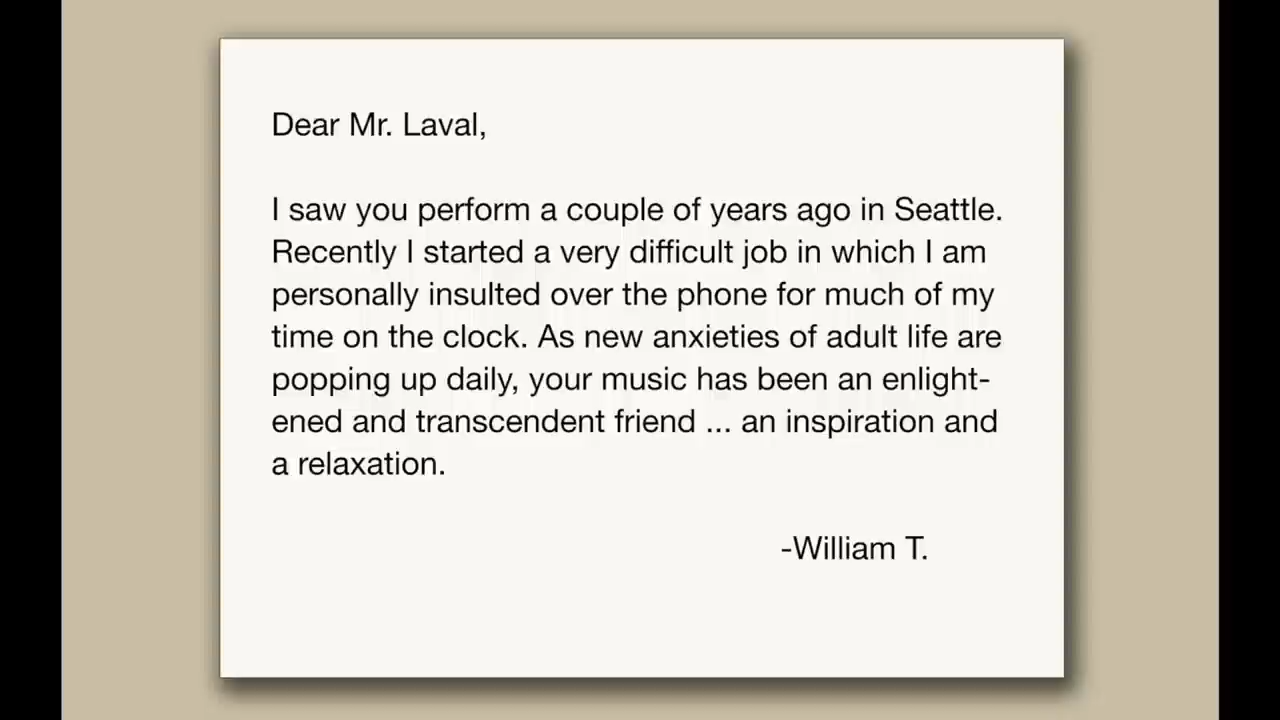 Dear Mr. Laval,
I saw you perform a couple of years ago in Seattle.
Recently I started a very difficult job in which I am
personally insulted over the phone for much of my
time on the clock. As new anxieties of adult life are
popping up daily, your music has been an enlight-
ened and transcendent friend ... an inspiration and
a relaxation.
-William T.